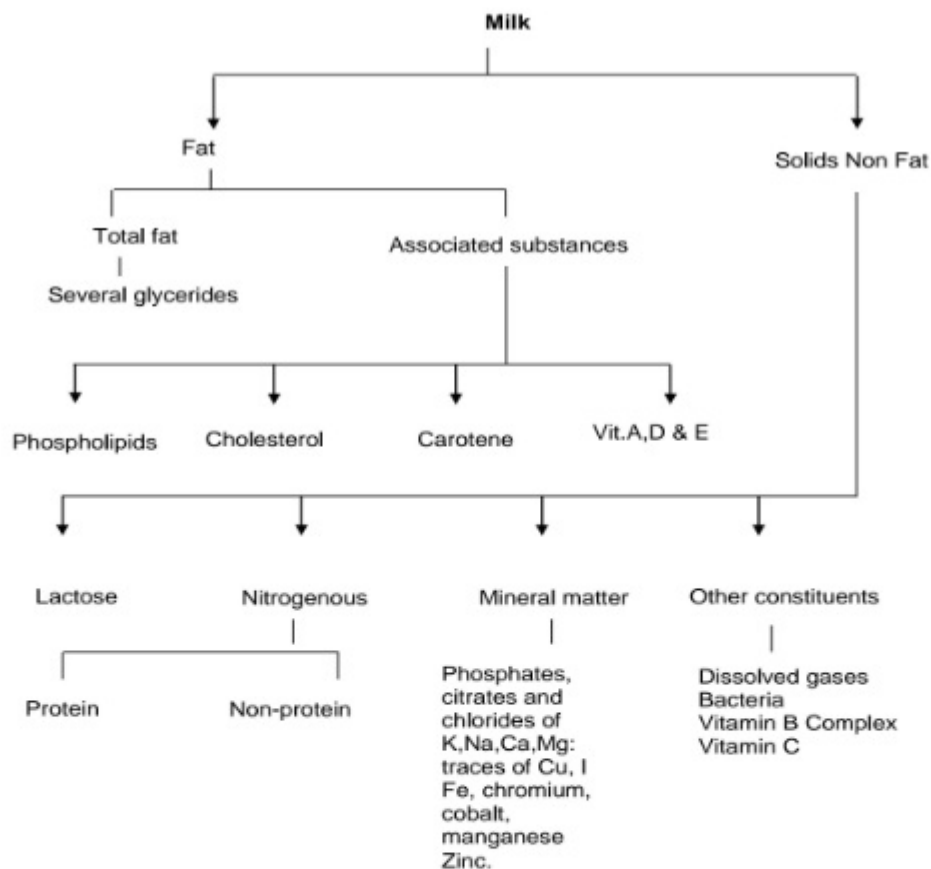 Milk
Fat
Solids Non Fat
Total fat
Associated substances
Several glycerides
Phospholipids
Cholesterol
Carotene
Vit.A,D & E
Lactose
Nitrogenous
Mineral matter
Other constituents
Protein
Non-protein
Phosphates,
citrates and
chlorides of
K,Na,Ca,Mg:
traces of Cu, I
Fe, chromium,
cobalt,
manganese
Zinc.
Dissolved gases
Bacteria
Vitamin B Complex
Vitamin C